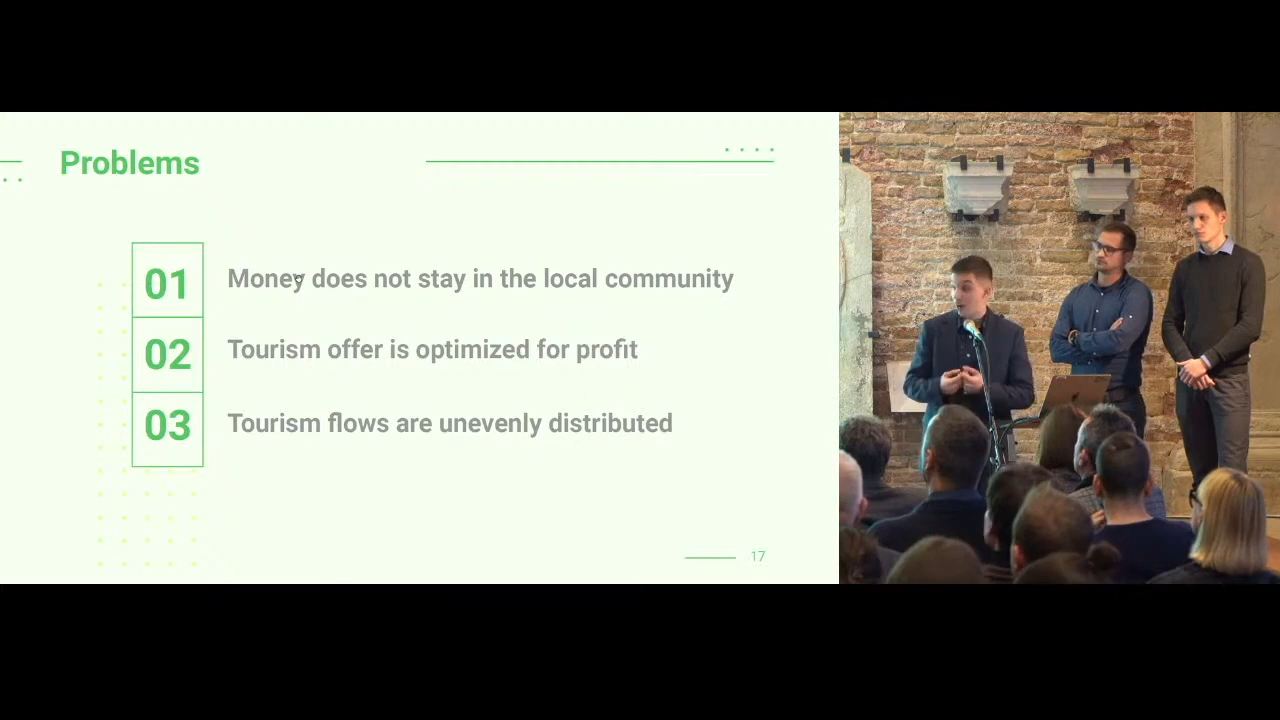 Problems
01 Money does not stay in the local community
02 Tourism offer is optimized for profit
03 Tourism flows are unevenly distributed
17